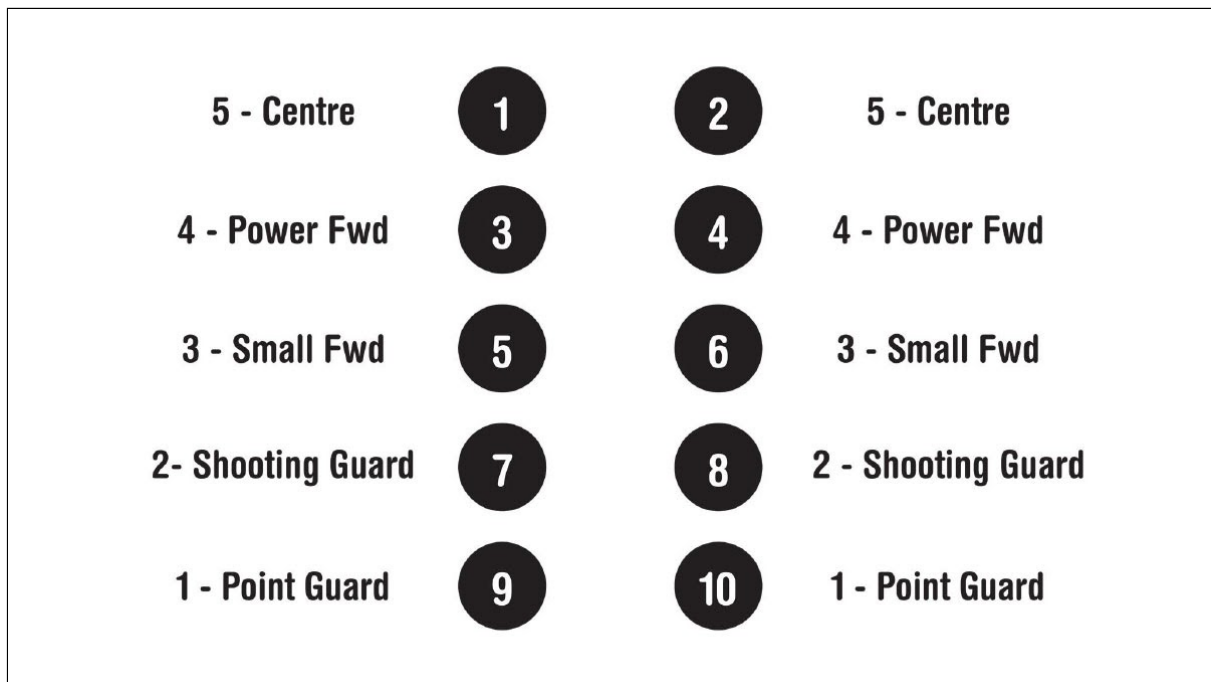 5 - Centre 1 2 5 - Centre
4 - Power Fwd 3 4 4 - Power Fwd
3 - Small Fwd 5 6 3 - Small Fwd
2- Shooting Guard 7 8 2 - Shooting Guard
1 - Point Guard 9 10 1 - Point Guard